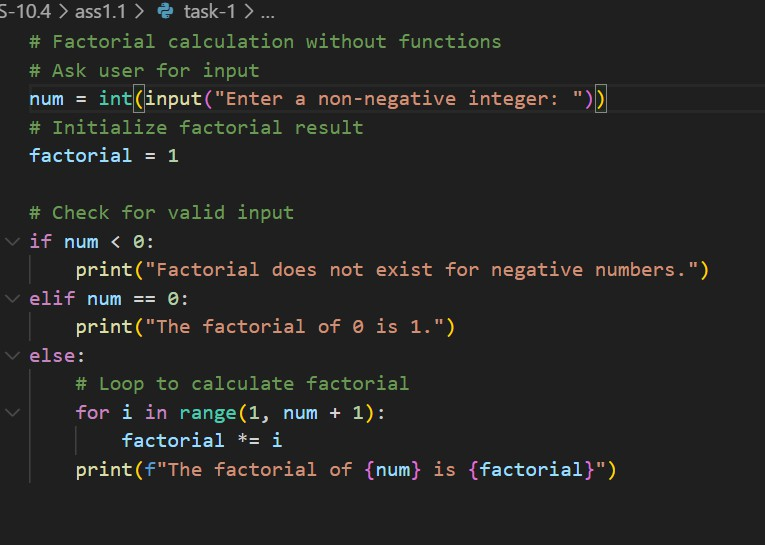 S-10.4 > ass1.1 > task-1 > ...
# Factorial calculation without functions
# Ask user for input
num = int(input("Enter a non-negative integer: "))
# Initialize factorial result
factorial = 1
# Check for valid input
if num < 0:
    print("Factorial does not exist for negative numbers.")
elif num == 0:
    print("The factorial of 0 is 1.")
else:
    # Loop to calculate factorial
    for i in range(1, num + 1):
        factorial *= i
    print(f"The factorial of {num} is {factorial}")